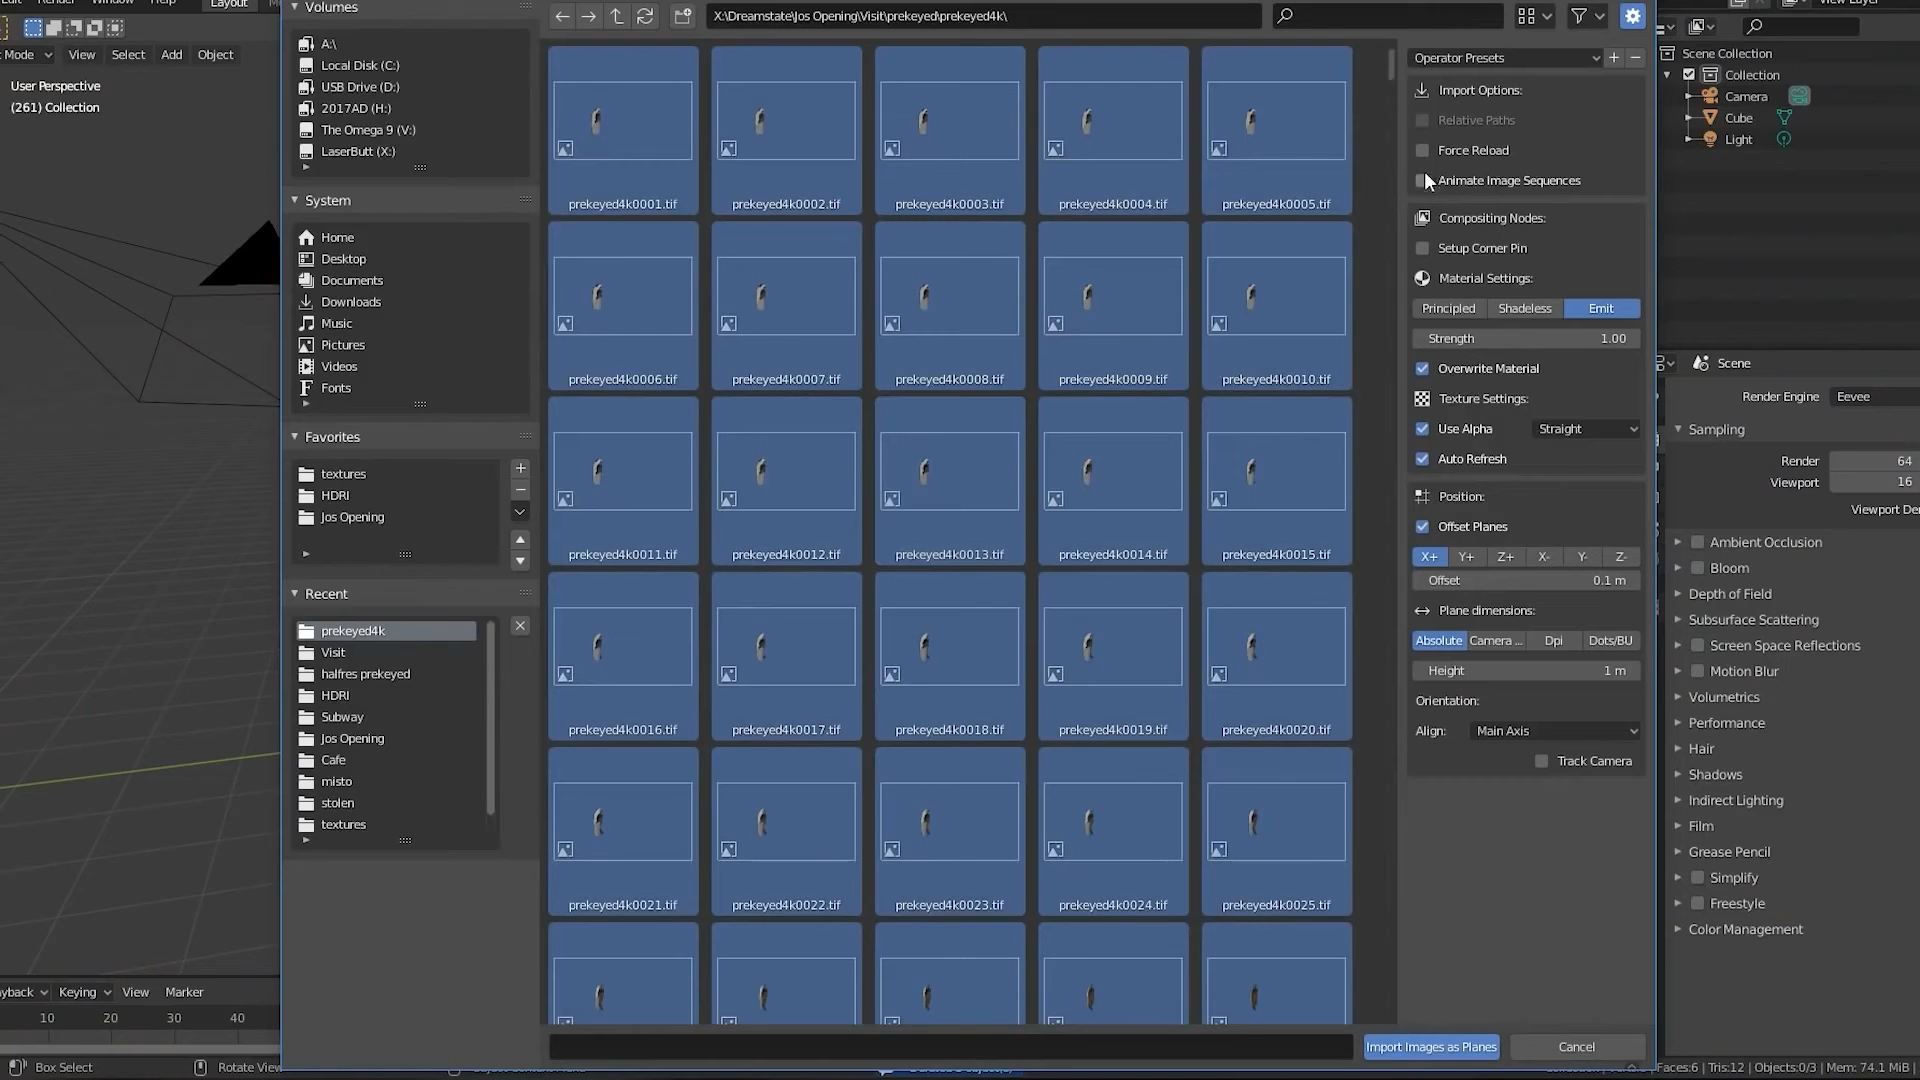 Render
Window
Help
Layout
View Layer
Mode
View
Select
Add
Object
User Perspective
(261) Collection
Volumes
A:\
Local Disk (C:)
USB Drive (D:)
2017AD (H:)
The Omega 9 (V:)
LaserButt (X:)
System
Home
Desktop
Documents
Downloads
Music
Pictures
Videos
Fonts
Favorites
textures
HDRI
Jos Opening
Recent
prekeyed4k
Visit
halfres prekeyed
HDRI
Subway
Jos Opening
Cafe
misto
stolen
textures
X:\Dreamstate\Jos Opening\Visit\prekeyed\prekeyed4k\
prekeyed4k0001.tif
prekeyed4k0002.tif
prekeyed4k0003.tif
prekeyed4k0004.tif
prekeyed4k0005.tif
prekeyed4k0006.tif
prekeyed4k0007.tif
prekeyed4k0008.tif
prekeyed4k0009.tif
prekeyed4k0010.tif
prekeyed4k0011.tif
prekeyed4k0012.tif
prekeyed4k0013.tif
prekeyed4k0014.tif
prekeyed4k0015.tif
prekeyed4k0016.tif
prekeyed4k0017.tif
prekeyed4k0018.tif
prekeyed4k0019.tif
prekeyed4k0020.tif
prekeyed4k0021.tif
prekeyed4k0022.tif
prekeyed4k0023.tif
prekeyed4k0024.tif
prekeyed4k0025.tif
Operator Presets
Import Options:
Relative Paths
Force Reload
Animate Image Sequences
Compositing Nodes:
Setup Corner Pin
Material Settings:
Principled Shadeless Emit
Strength 1.00
Overwrite Material
Texture Settings:
Use Alpha Straight
Auto Refresh
Position:
Offset Planes
X+ Y+ Z+ X- Y- Z-
Offset 0.1 m
Plane dimensions:
Absolute Camera ... Dpi Dots/BU
Height 1 m
Orientation:
Align: Main Axis
Track Camera
Import Images as Planes
Cancel
Scene Collection
Collection
Camera
Cube
Light
Scene
Render Engine Eevee
Sampling
Render 64
Viewport 16
Viewport De
Ambient Occlusion
Bloom
Depth of Field
Subsurface Scattering
Screen Space Reflections
Motion Blur
Volumetrics
Performance
Hair
Shadows
Indirect Lighting
Film
Grease Pencil
Simplify
Freestyle
Color Management
yback
Keying
View
Marker
10 20 30 40
Box Select
Rotate View
Faces:6 | Tris:12 | Objects:0/3 | Mem: 74.1 MiB |